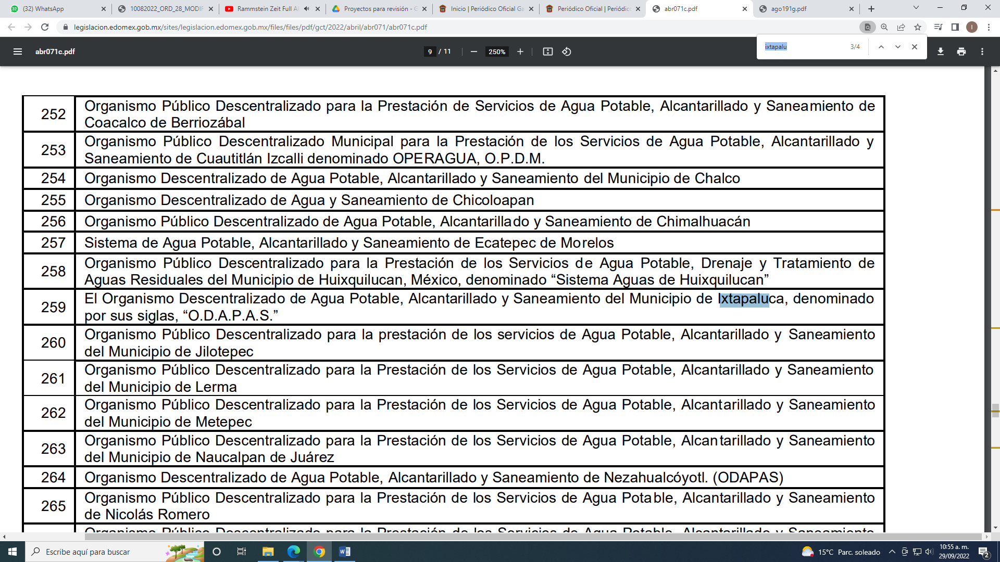 (32) WhatsApp
10082022_ORD_28_MODIF
Rammstein Zeit Full Al
Proyectos para revisión - G
Inicio | Periódico Oficial Ga
Periódico Oficial | Periódico
abr071c.pdf
ago191g.pdf
legislacion.edomex.gob.mx/sites/legislacion.edomex.gob.mx/files/files/pdf/gct/2022/abril/abr071/abr071c.pdf
I
abr071c.pdf
9 / 11
250%
ixtapalu
3/4
252
Organismo Público Descentralizado para la Prestación de Servicios de Agua Potable, Alcantarillado y Saneamiento de
Coacalco de Berriozábal
253
Organismo Público Descentralizado Municipal para la Prestación de los Servicios de Agua Potable, Alcantarillado y
Saneamiento de Cuautitlán Izcalli denominado OPERAGUA, O.P.D.M.
254
Organismo Descentralizado de Agua Potable, Alcantarillado y Saneamiento del Municipio de Chalco
255
Organismo Descentralizado de Agua y Saneamiento de Chicoloapan
256
Organismo Público Descentralizado de Agua Potable, Alcantarillado y Saneamiento de Chimalhuacán
257
Sistema de Agua Potable, Alcantarillado y Saneamiento de Ecatepec de Morelos
258
Organismo Público Descentralizado para la Prestación de los Servicios de Agua Potable, Drenaje y Tratamiento de
Aguas Residuales del Municipio de Huixquilucan, México, denominado “Sistema Aguas de Huixquilucan”
259
El Organismo Descentralizado de Agua Potable, Alcantarillado y Saneamiento del Municipio de Ixtapaluca, denominado
por sus siglas, “O.D.A.P.A.S.”
260
Organismo Público Descentralizado para la prestación de los servicios de Agua Potable, Alcantarillado y Saneamiento
del Municipio de Jilotepec
261
Organismo Público Descentralizado para la Prestación de los Servicios de Agua Potable, Alcantarillado y Saneamiento
del Municipio de Lerma
262
Organismo Público Descentralizado para la Prestación de los Servicios de Agua Potable, Alcantarillado y Saneamiento
del Municipio de Metepec
263
Organismo Público Descentralizado para la Prestación de los Servicios de Agua Potable, Alcantarillado y Saneamiento
del Municipio de Naucalpan de Juárez
264
Organismo Descentralizado de Agua Potable, Alcantarillado y Saneamiento de Nezahualcóyotl. (ODAPAS)
265
Organismo Público Descentralizado para la Prestación de los Servicios de Agua Potable, Alcantarillado y Saneamiento
de Nicolás Romero
Organismo Público Descentralizado para la Prestación de los Servicios de Agua Potable, Alcantarillado y Saneamiento
Escribe aquí para buscar
15°C Parc. soleado
10:55 a. m.
29/09/2022
2